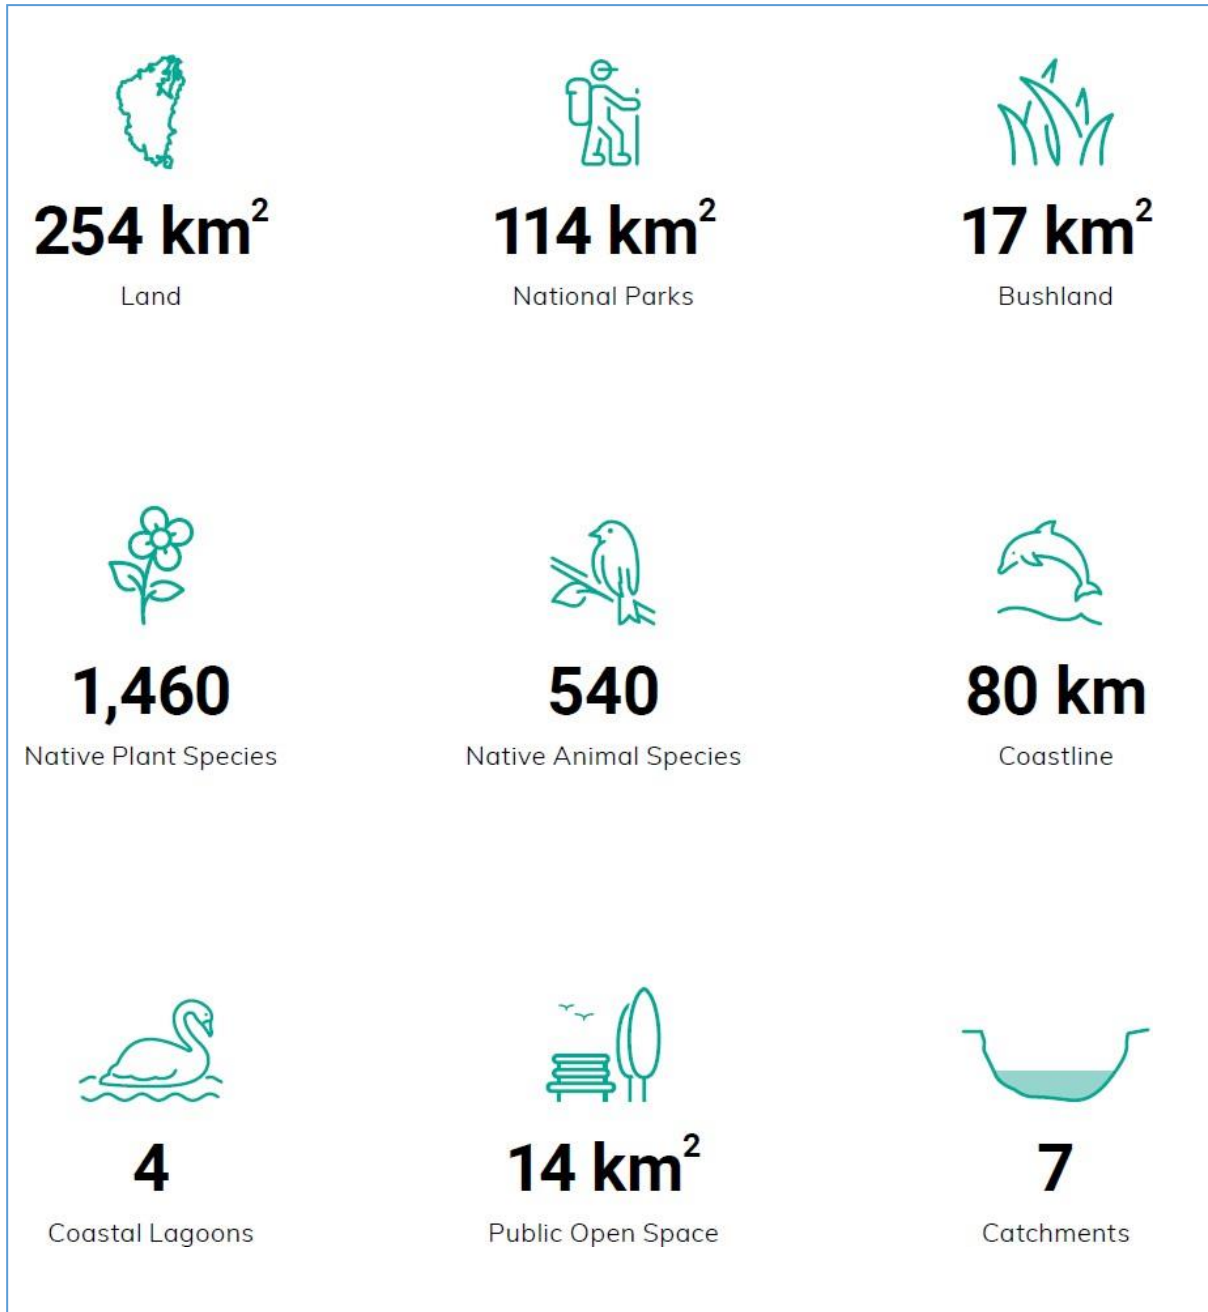 254 km²
Land
114 km²
National Parks
17 km²
Bushland
1,460
Native Plant Species
540
Native Animal Species
80 km
Coastline
4
Coastal Lagoons
14 km²
Public Open Space
7
Catchments